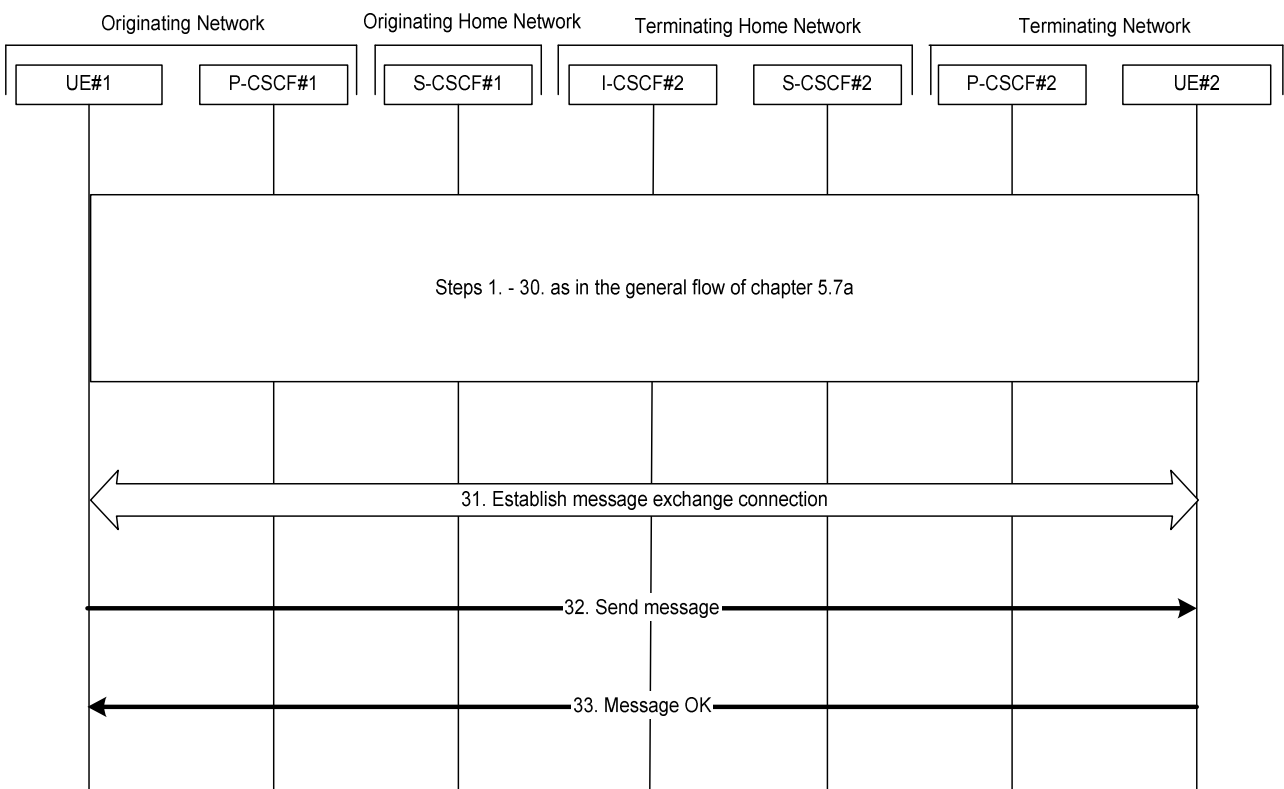 Originating Network
Originating Home Network
Terminating Home Network
Terminating Network
UE#1
P-CSCF#1
S-CSCF#1
I-CSCF#2
S-CSCF#2
P-CSCF#2
UE#2
Steps 1. - 30. as in the general flow of chapter 5.7a
31. Establish message exchange connection
32. Send message
33. Message OK